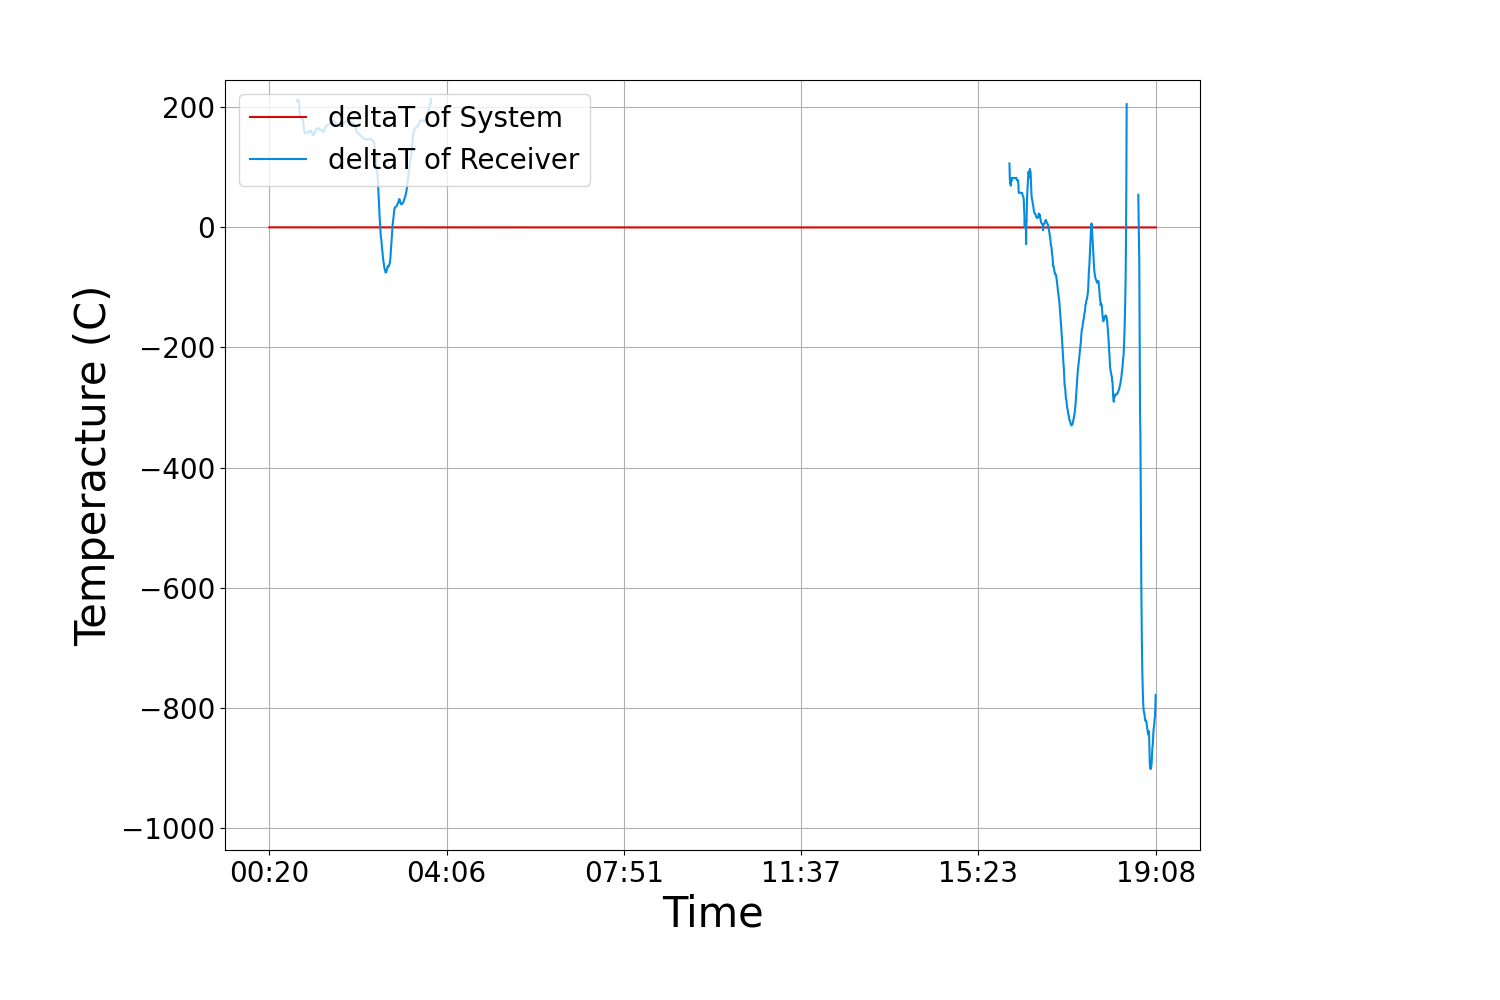 deltaT of System
deltaT of Receiver
200
0
−200
−400
−600
−800
−1000
Temperacture (C)
00:20 04:06 07:51 11:37 15:23 19:08
Time